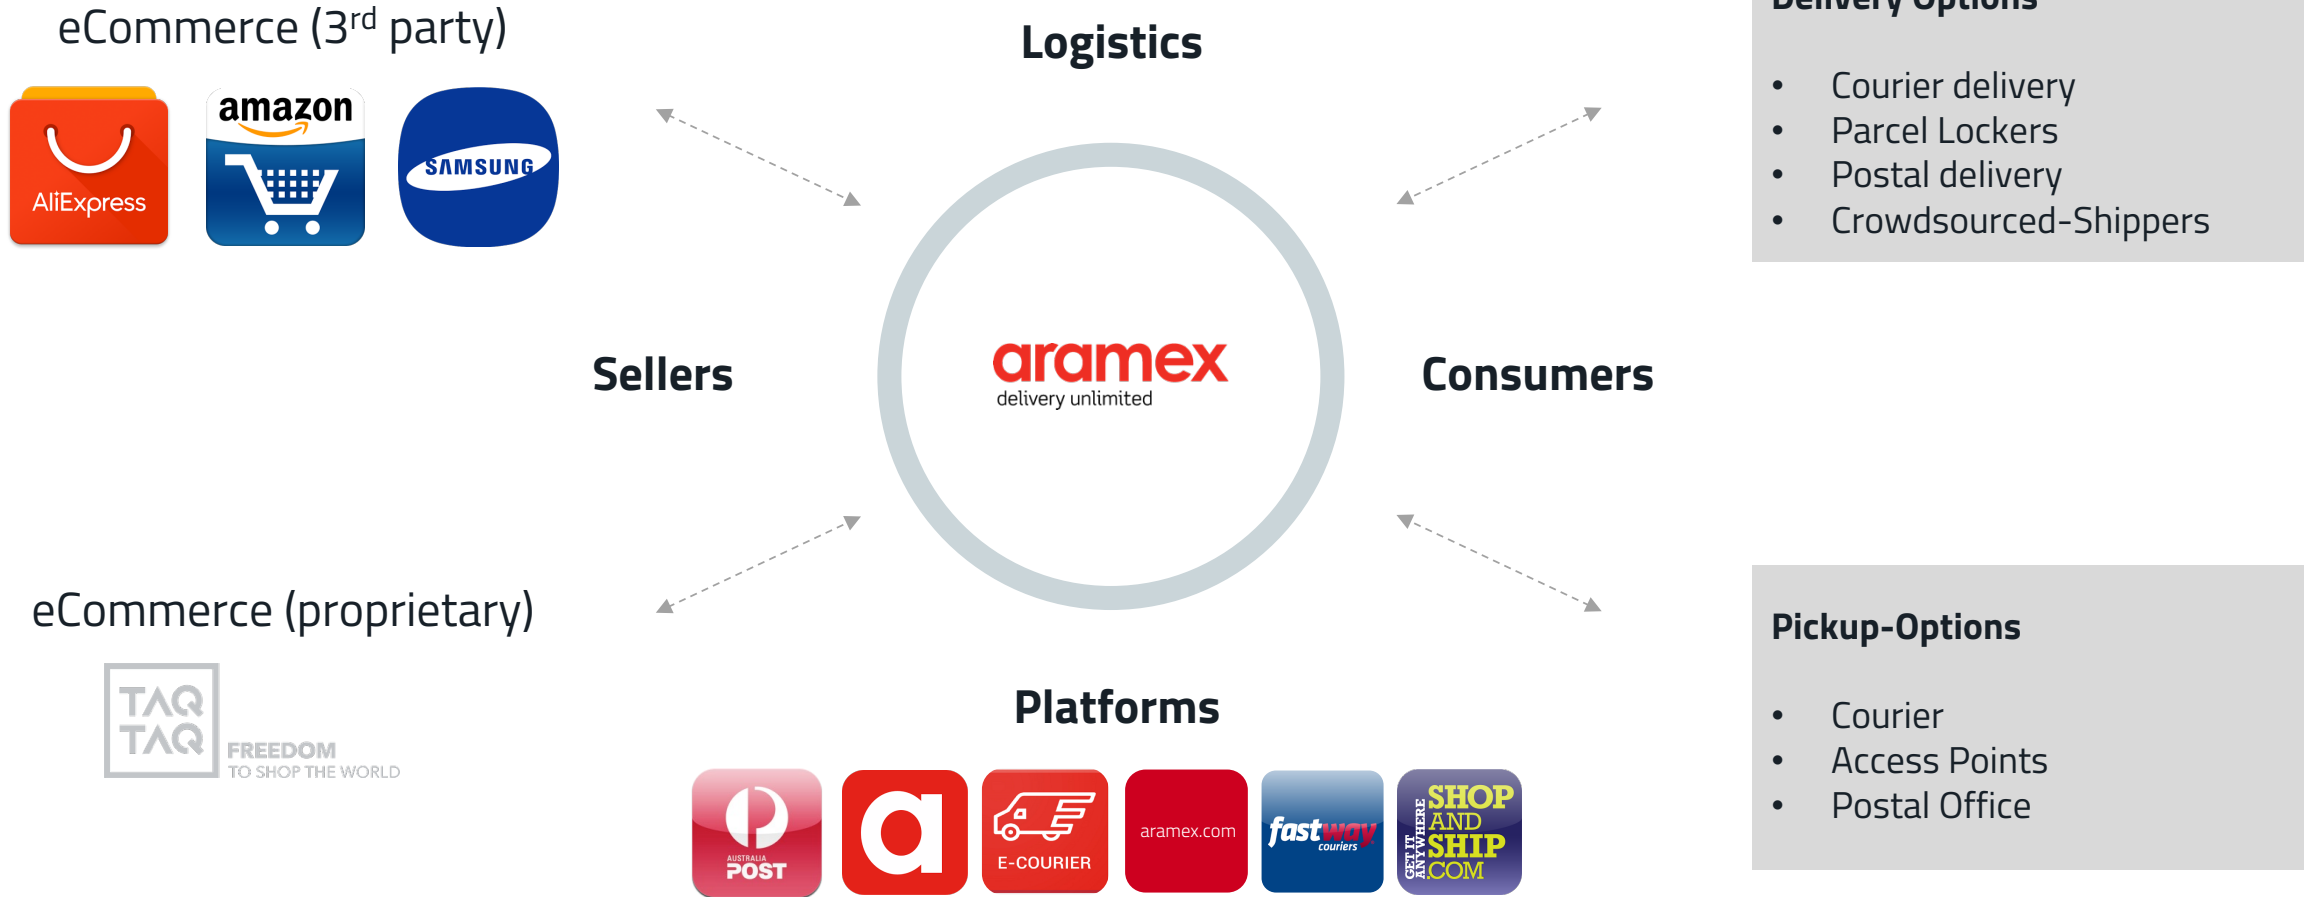 eCommerce (3rd party)
Logistics
Delivery Options
amazon
AliExpress
SAMSUNG
• Courier delivery
• Parcel Lockers
• Postal delivery
• Crowdsourced-Shippers
Sellers
aramex
delivery unlimited
Consumers
eCommerce (proprietary)
TAQ
TAQ
FREEDOM
TO SHOP THE WORLD
Platforms
AUSTRALIA
POST
a
E-COURIER
aramex.com
fastway
couriers
GET IT
ANYWHERE
SHOP
AND
SHIP
.COM
Pickup-Options
• Courier
• Access Points
• Postal Office